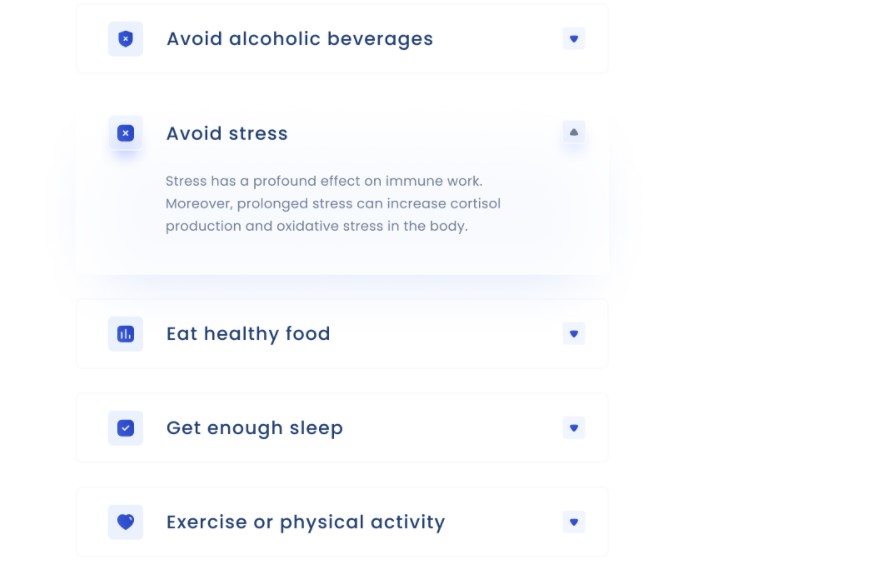 Avoid alcoholic beverages
Avoid stress
Stress has a profound effect on immune work.
Moreover, prolonged stress can increase cortisol
production and oxidative stress in the body.
Eat healthy food
Get enough sleep
Exercise or physical activity